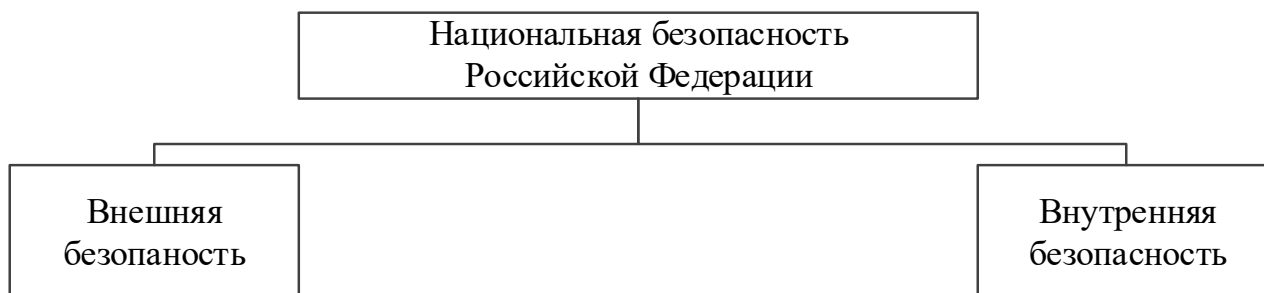 Национальная безопасность
Российской Федерации
Внешняя
безопаность
Внутренняя
безопасность